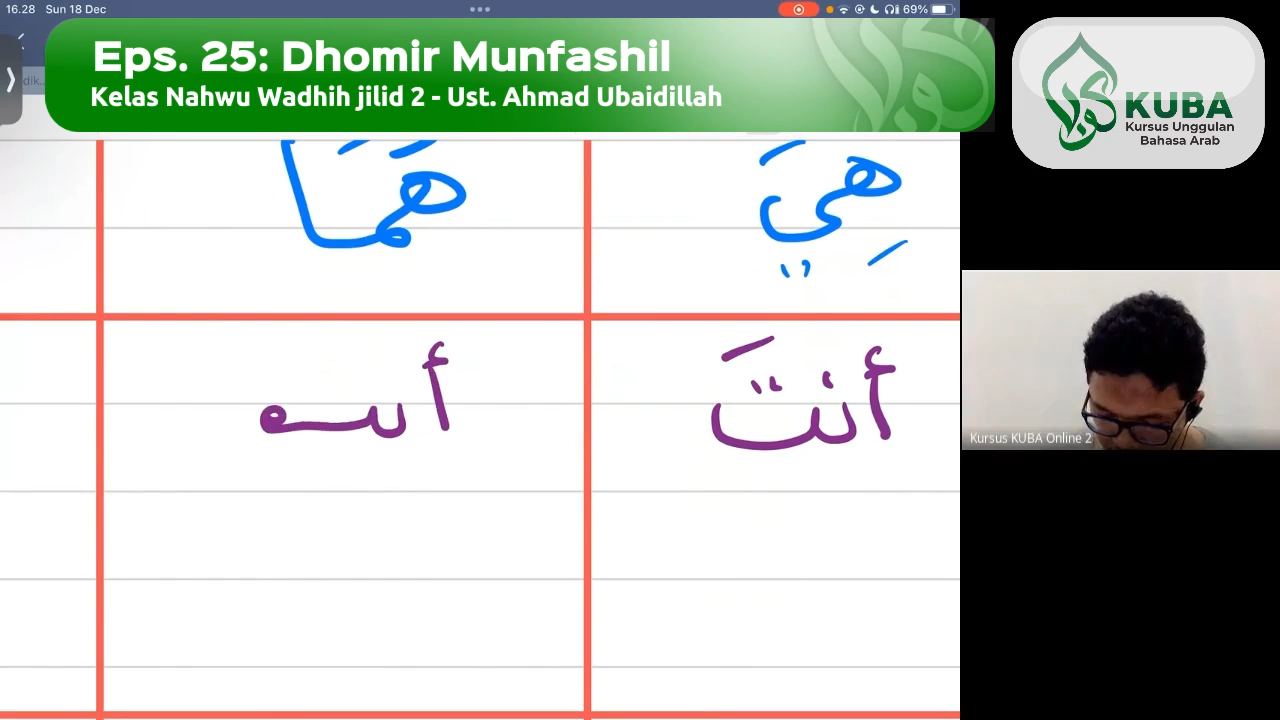 16.28 Sun 18 Dec
69%
Eps. 25: Dhomir Munfashil
Kelas Nahwu Wadhih jilid 2 - Ust. Ahmad Ubaidillah
KUBA
Kursus Unggulan
Bahasa Arab
هِيَ
أنتَ
Kursus KUBA Online 2